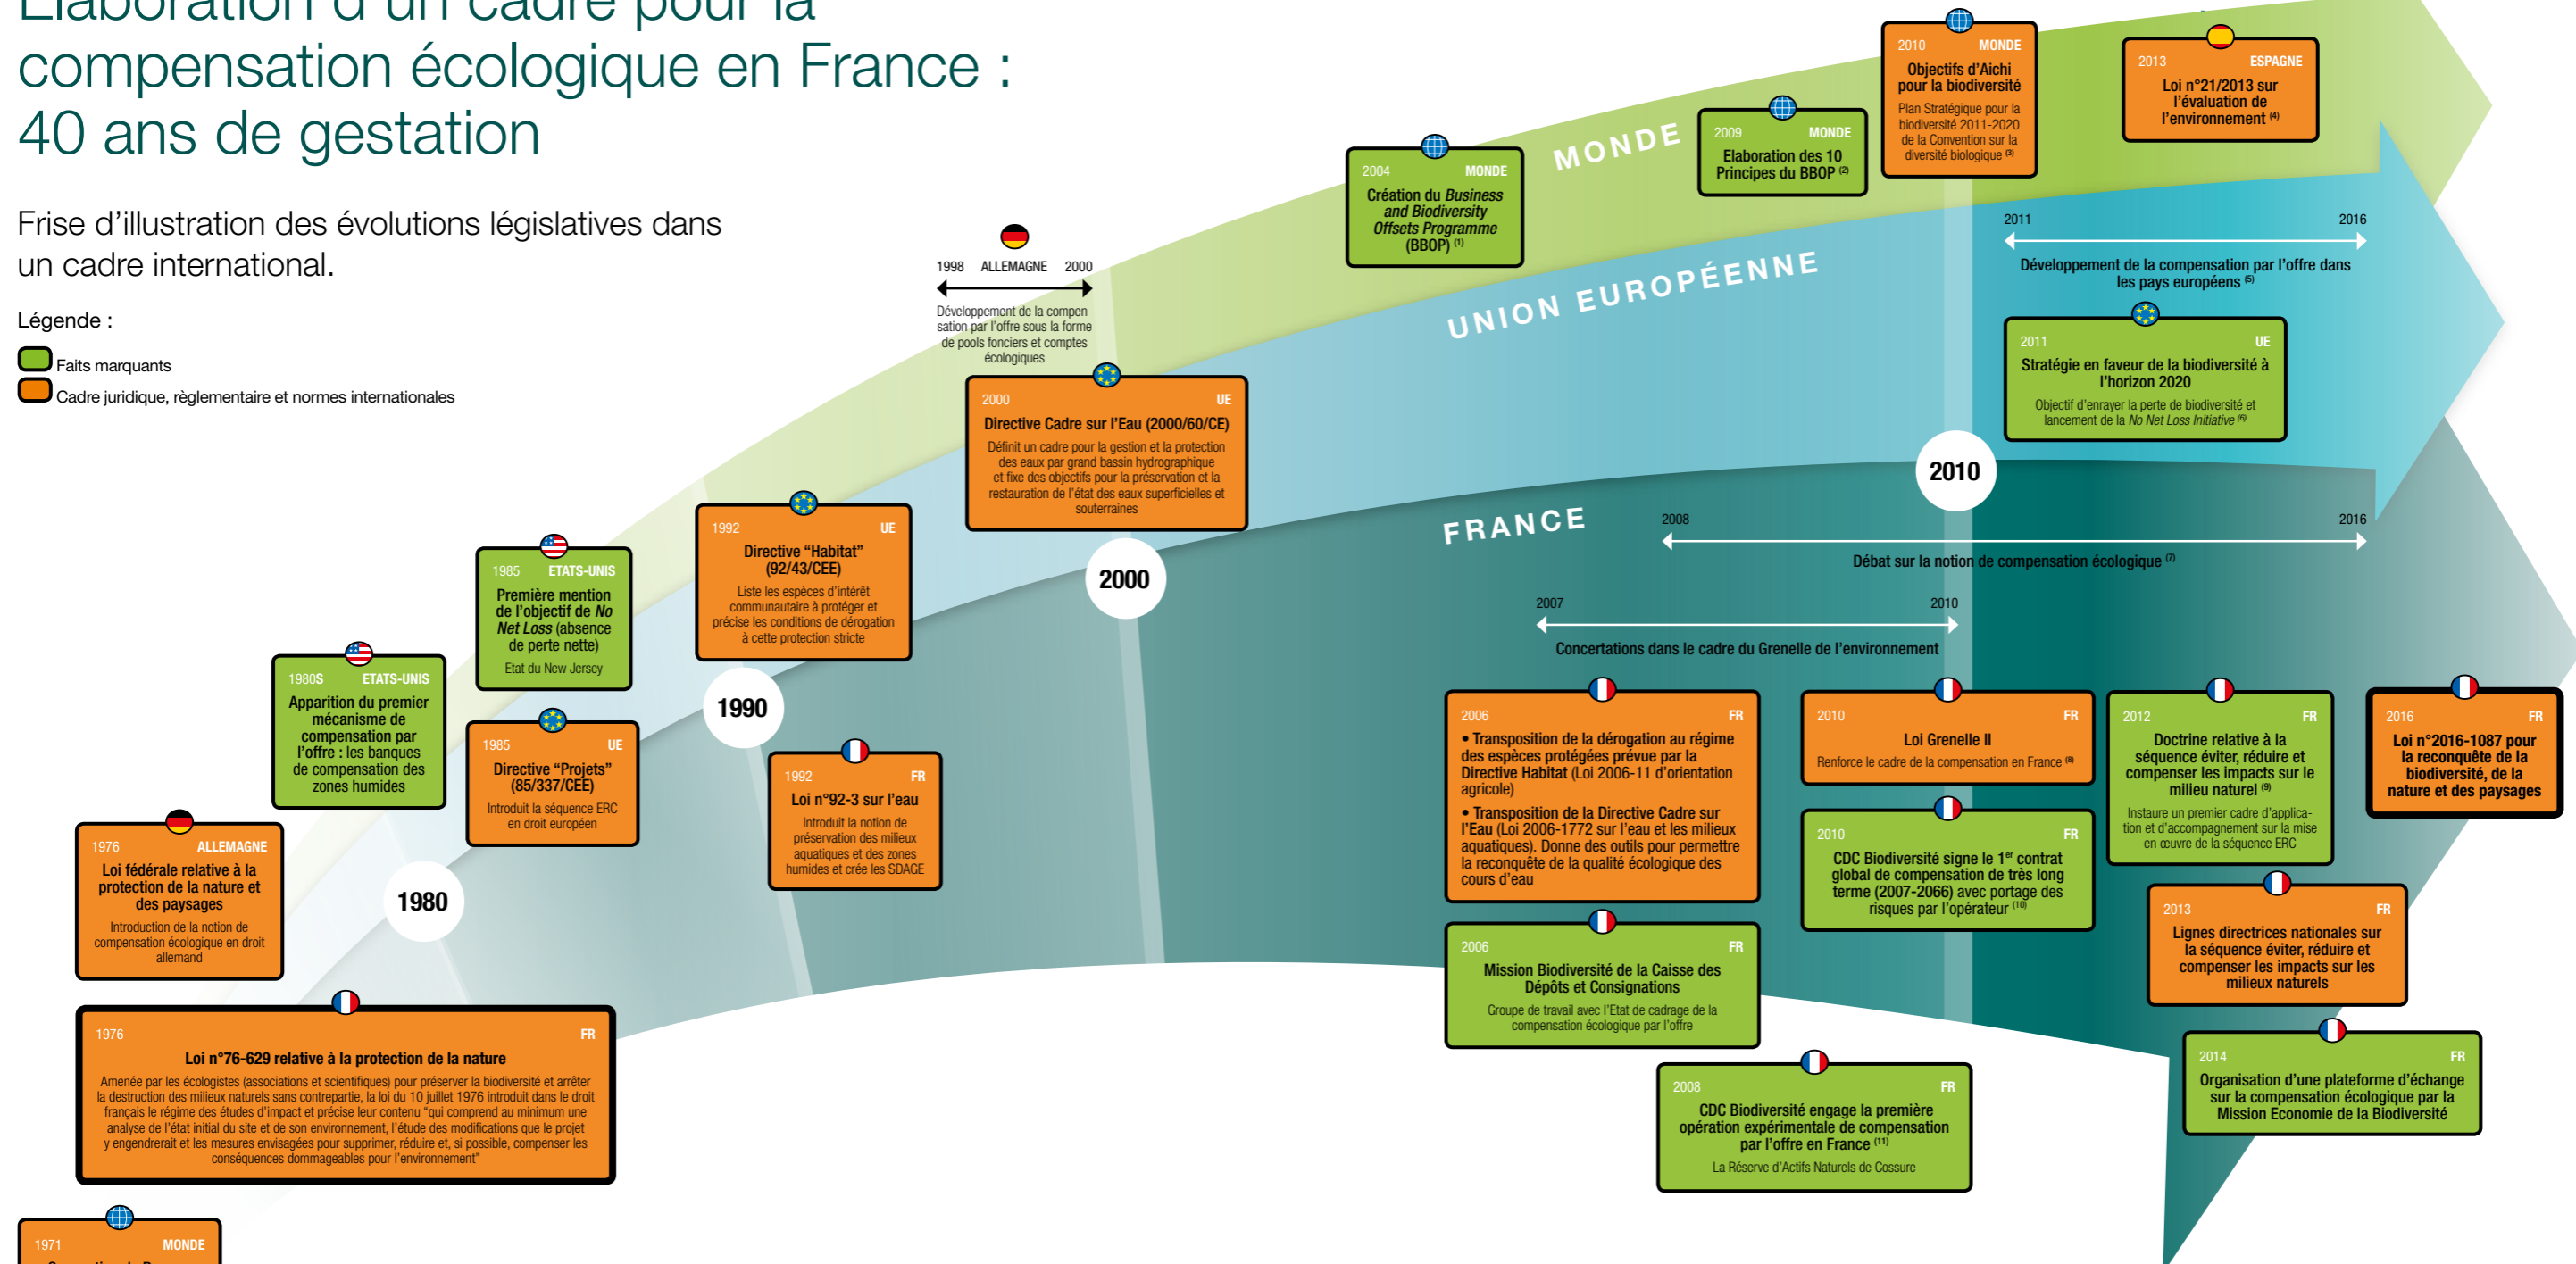 Elaboration d'un cadre pour la
compensation écologique en France :
40 ans de gestation
Frise d'illustration des évolutions législatives dans
un cadre international.
Légende :
Faits marquants
Cadre juridique, règlementaire et normes internationales
MONDE
UNION EUROPÉENNE
FRANCE
1980
1990
2000
2010
1971 MONDE
1976 FR
Loi n°76-629 relative à la protection de la nature
Amenée par les écologistes (associations et scientifiques) pour préserver la biodiversité et arrêter
la destruction des milieux naturels sans contrepartie, la loi du 10 juillet 1976 introduit dans le droit
français le régime des études d'impact et précise leur contenu "qui comprend au minimum une
analyse de l'état initial du site et de son environnement, l'étude des modifications que le projet
y engendrerait et les mesures envisagées pour supprimer, réduire et, si possible, compenser les
conséquences dommageables pour l'environnement"
1976 ALLEMAGNE
Loi fédérale relative à la
protection de la nature et
des paysages
Introduction de la notion de
compensation écologique en droit
allemand
1980S ETATS-UNIS
Apparition du premier
mécanisme de
compensation par
l'offre : les banques
de compensation des
zones humides
1985 ETATS-UNIS
Première mention
de l'objectif de No
Net Loss (absence
de perte nette)
Etat du New Jersey
1985 UE
Directive "Projets"
(85/337/CEE)
Introduit la séquence ERC
en droit européen
1992 UE
Directive "Habitat"
(92/43/CEE)
Liste les espèces d'intérêt
communautaire à protéger et
précise les conditions de dérogation
à cette protection stricte
1992 FR
Loi n°92-3 sur l'eau
Introduit la notion de
préservation des milieux
aquatiques et des zones
humides et crée les SDAGE
1998 ALLEMAGNE 2000
Développement de la compen-
sation par l'offre sous la forme
de pools fonciers et comptes
écologiques
2000 UE
Directive Cadre sur l'Eau (2000/60/CE)
Définit un cadre pour la gestion et la protection
des eaux par grand bassin hydrographique
et fixe des objectifs pour la préservation et la
restauration de l'état des eaux superficielles et
souterraines
2004 MONDE
Création du Business
and Biodiversity
Offsets Programme
(BBOP) (1)
2009 MONDE
Elaboration des 10
Principes du BBOP (2)
2010 MONDE
Objectifs d'Aichi
pour la biodiversité
Plan Stratégique pour la
biodiversité 2011-2020
de la Convention sur la
diversité biologique (3)
2013 ESPAGNE
Loi n°21/2013 sur
l'évaluation de
l'environnement (4)
2011 2016
Développement de la compensation par l'offre dans
les pays européens (5)
2011 UE
Stratégie en faveur de la biodiversité à
l'horizon 2020
Objectif d'enrayer la perte de biodiversité et
lancement de la No Net Loss Initiative (6)
2008 2016
Débat sur la notion de compensation écologique (7)
2007 2010
Concertations dans le cadre du Grenelle de l'environnement
2006 FR
• Transposition de la dérogation au régime
des espèces protégées prévue par la
Directive Habitat (Loi 2006-11 d'orientation
agricole)
• Transposition de la Directive Cadre sur
l'Eau (Loi 2006-1772 sur l'eau et les milieux
aquatiques). Donne des outils pour permettre
la reconquête de la qualité écologique des
cours d'eau
2006 FR
Mission Biodiversité de la Caisse des
Dépôts et Consignations
Groupe de travail avec l'Etat de cadrage de la
compensation écologique par l'offre
2008 FR
CDC Biodiversité engage la première
opération expérimentale de compensation
par l'offre en France (11)
La Réserve d'Actifs Naturels de Cossure
2010 FR
Loi Grenelle II
Renforce le cadre de la compensation en France (8)
2010 FR
CDC Biodiversité signe le 1er contrat
global de compensation de très long
terme (2007-2066) avec portage des
risques par l'opérateur (10)
2012 FR
Doctrine relative à la
séquence éviter, réduire et
compenser les impacts sur le
milieu naturel (9)
Instaure un premier cadre d'applica-
tion et d'accompagnement sur la mise
en œuvre de la séquence ERC
2013 FR
Lignes directrices nationales sur
la séquence éviter, réduire et
compenser les impacts sur les
milieux naturels
2014 FR
Organisation d'une plateforme d'échange
sur la compensation écologique par la
Mission Economie de la Biodiversité
2016 FR
Loi n°2016-1087 pour
la reconquête de la
biodiversité, de la
nature et des paysages